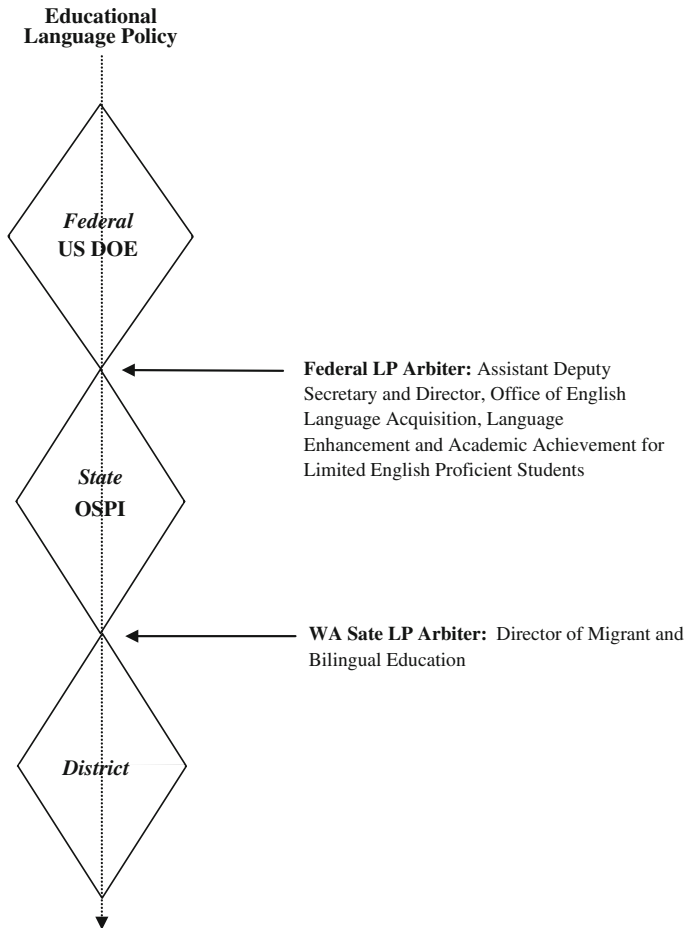 Educational
Language Policy
Federal
US DOE
Federal LP Arbiter: Assistant Deputy
Secretary and Director, Office of English
Language Acquisition, Language
Enhancement and Academic Achievement for
Limited English Proficient Students
State
OSPI
WA Sate LP Arbiter: Director of Migrant and
Bilingual Education
District